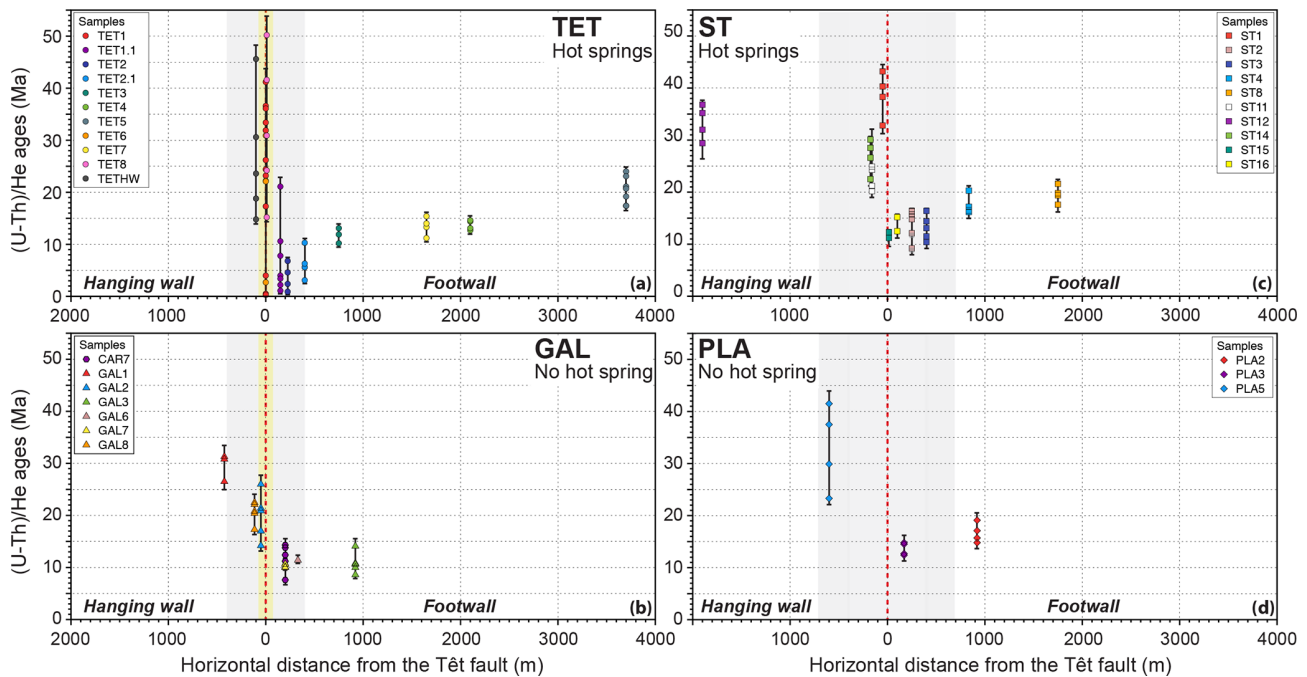 Samples
TET1
TET1.1
TET2
TET2.1
TET3
TET4
TET5
TET6
TET7
TET8
TETHW
TET
Hot springs
50
40
30
20
10
0
(U-Th)/He ages (Ma)
Hanging wall
Footwall
(a)
2000
1000
0
1000
2000
3000
4000
ST
Hot springs
Samples
ST1
ST2
ST3
ST4
ST8
ST11
ST12
ST14
ST15
ST16
50
40
30
20
10
0
Hanging wall
Footwall
(c)
1000
0
1000
2000
3000
4000
Samples
CAR7
GAL1
GAL2
GAL3
GAL6
GAL7
GAL8
GAL
No hot spring
50
40
30
20
10
0
(U-Th)/He ages (Ma)
Hanging wall
Footwall
(b)
2000
1000
0
1000
2000
3000
4000
Horizontal distance from the Têt fault (m)
PLA
No hot spring
Samples
PLA2
PLA3
PLA5
50
40
30
20
10
0
Hanging wall
Footwall
(d)
1000
0
1000
2000
3000
4000
Horizontal distance from the Têt fault (m)